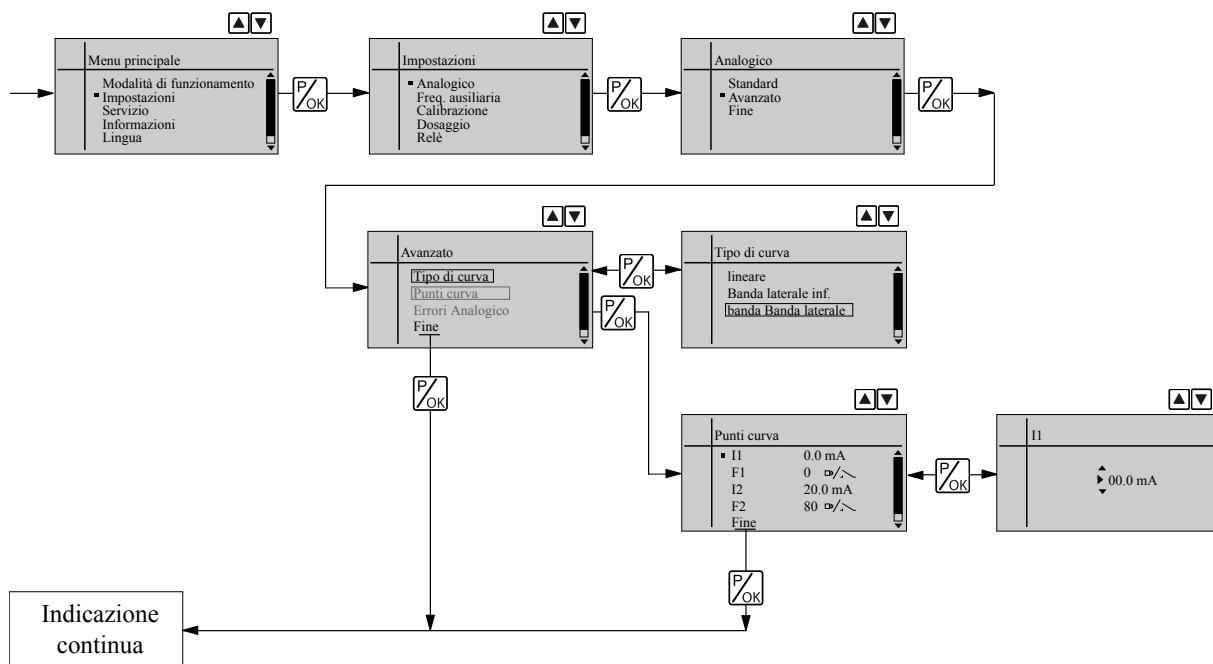 Menu principale
Modalità di funzionamento
Impostazioni
Servizio
Informazioni
Lingua
P/OK
Impostazioni
Analogico
Freq. ausiliaria
Calibrazione
Dosaggio
Relè
P/OK
Analogico
Standard
Avanzato
Fine
P/OK
Avanzato
Tipo di curva
Punti curva
Errori Analogico
Fine
P/OK
P/OK
Tipo di curva
lineare
Banda laterale inf.
banda Banda laterale
P/OK
Punti curva
I1 0.0 mA
F1 0
I2 20.0 mA
F2 80
Fine
P/OK
I1
00.0 mA
P/OK
Indicazione
continua